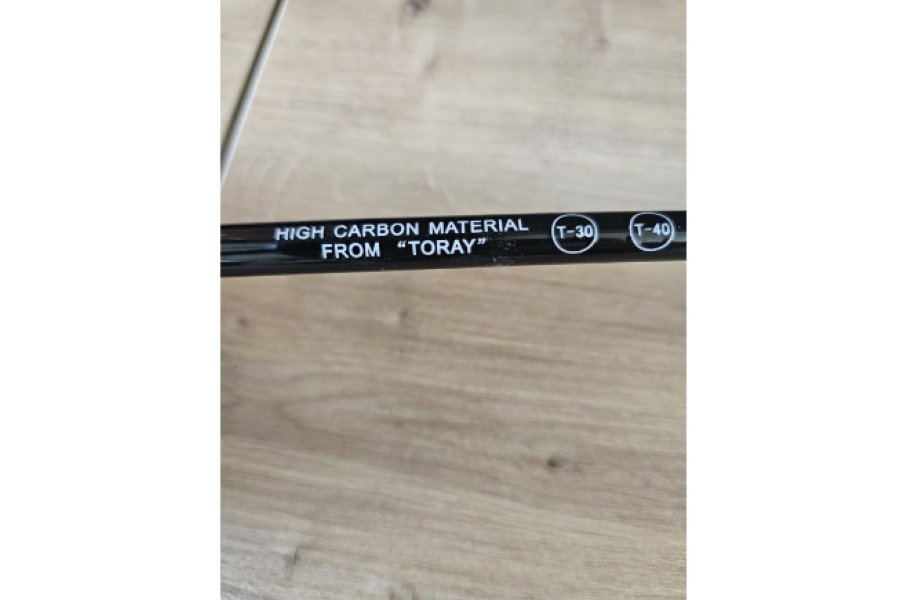 HIGH CARBON MATERIAL T-30 T-40
FROM “TORAY”